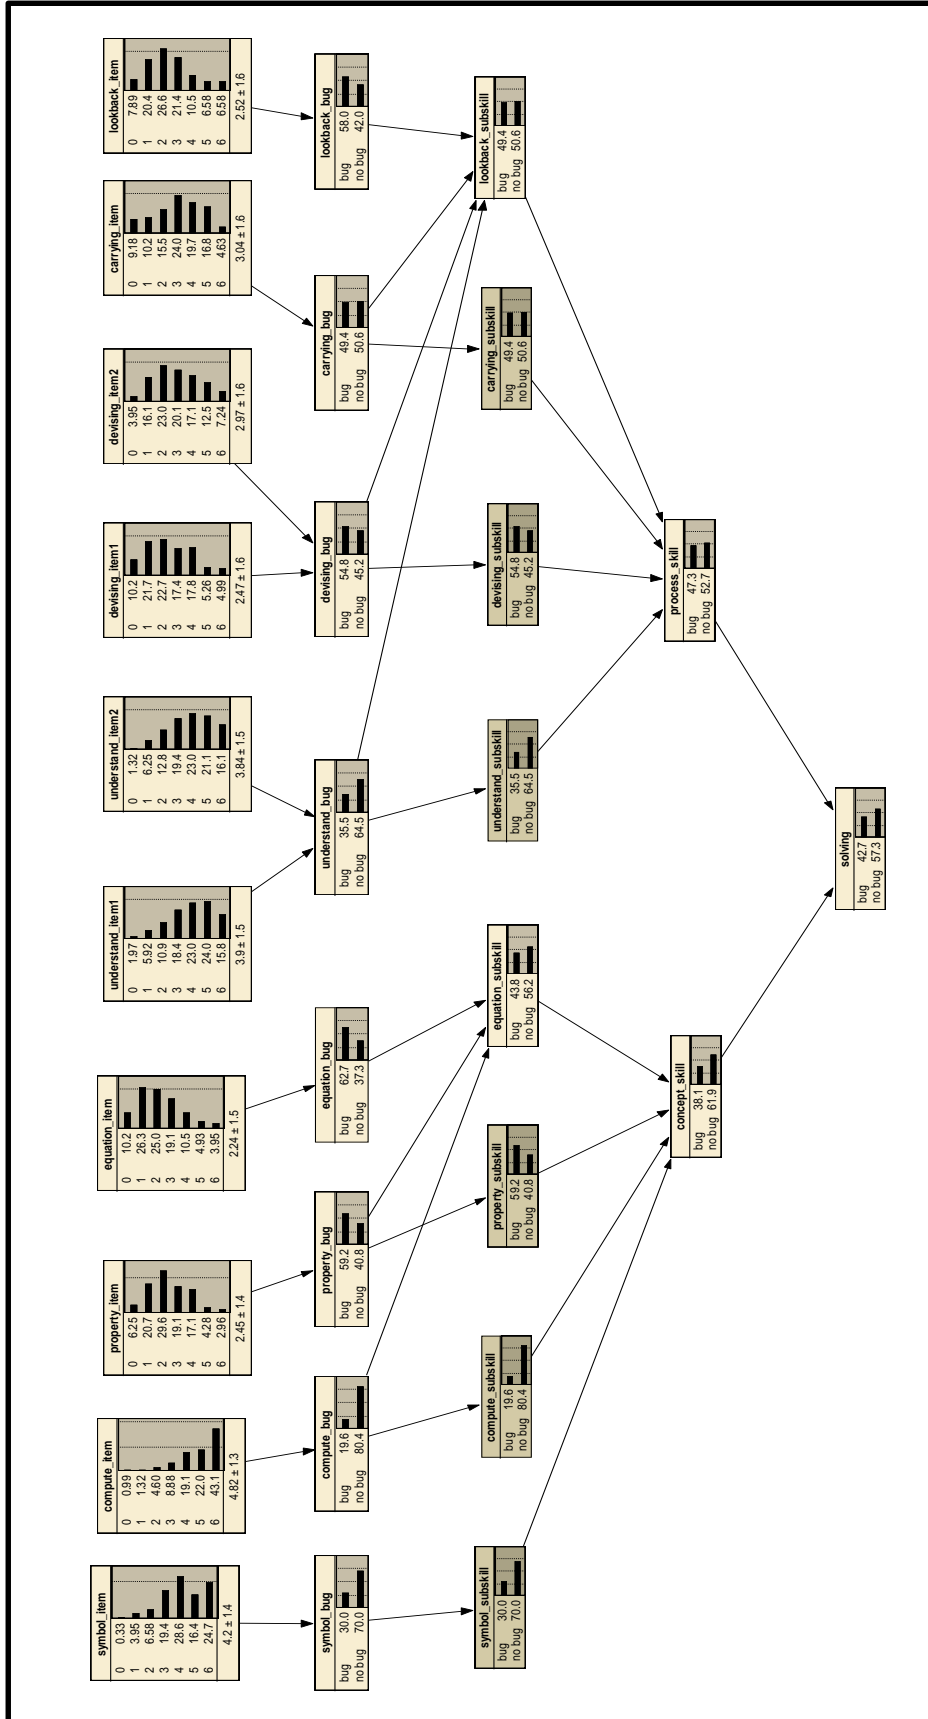 symbol_item
0 0.33
1 3.95
2 6.58
3 19.4
4 28.6
5 16.4
6 24.7
4.2 ± 1.4
compute_item
0 0.99
1 1.32
2 4.60
3 8.88
4 19.1
5 22.0
6 43.1
4.82 ± 1.3
property_item
0 6.25
1 20.7
2 29.6
3 19.1
4 17.1
5 4.28
6 2.96
2.45 ± 1.4
equation_item
0 10.2
1 26.3
2 25.0
3 19.1
4 10.5
5 4.93
6 3.95
2.24 ± 1.5
understand_item1
0 1.97
1 5.92
2 10.9
3 18.4
4 23.0
5 24.0
6 15.8
3.9 ± 1.5
understand_item2
0 1.32
1 6.25
2 12.8
3 19.4
4 23.0
5 21.1
6 16.1
3.84 ± 1.5
devising_item1
0 10.2
1 21.7
2 22.7
3 17.4
4 17.8
5 5.26
6 4.99
2.47 ± 1.6
devising_item2
0 3.95
1 16.1
2 23.0
3 20.1
4 17.1
5 12.5
6 7.24
2.97 ± 1.6
carrying_item
0 9.18
1 10.2
2 15.5
3 24.0
4 19.7
5 16.8
6 4.63
3.04 ± 1.6
lookback_item
0 7.89
1 20.4
2 26.6
3 21.4
4 10.5
5 6.58
6 6.58
2.52 ± 1.6
symbol_bug
bug 30.0
no bug 70.0
compute_bug
bug 19.6
no bug 80.4
property_bug
bug 59.2
no bug 40.8
equation_bug
bug 62.7
no bug 37.3
understand_bug
bug 35.5
no bug 64.5
devising_bug
bug 54.8
no bug 45.2
carrying_bug
bug 49.4
no bug 50.6
lookback_bug
bug 58.0
no bug 42.0
symbol_subskill
bug 30.0
no bug 70.0
compute_subskill
bug 19.6
no bug 80.4
property_subskill
bug 59.2
no bug 40.8
equation_subskill
bug 43.8
no bug 56.2
understand_subskill
bug 35.5
no bug 64.5
devising_subskill
bug 54.8
no bug 45.2
carrying_subskill
bug 49.4
no bug 50.6
lookback_subskill
bug 49.4
no bug 50.6
concept_skill
bug 38.1
no bug 61.9
process_skill
bug 47.3
no bug 52.7
solving
bug 42.7
no bug 57.3